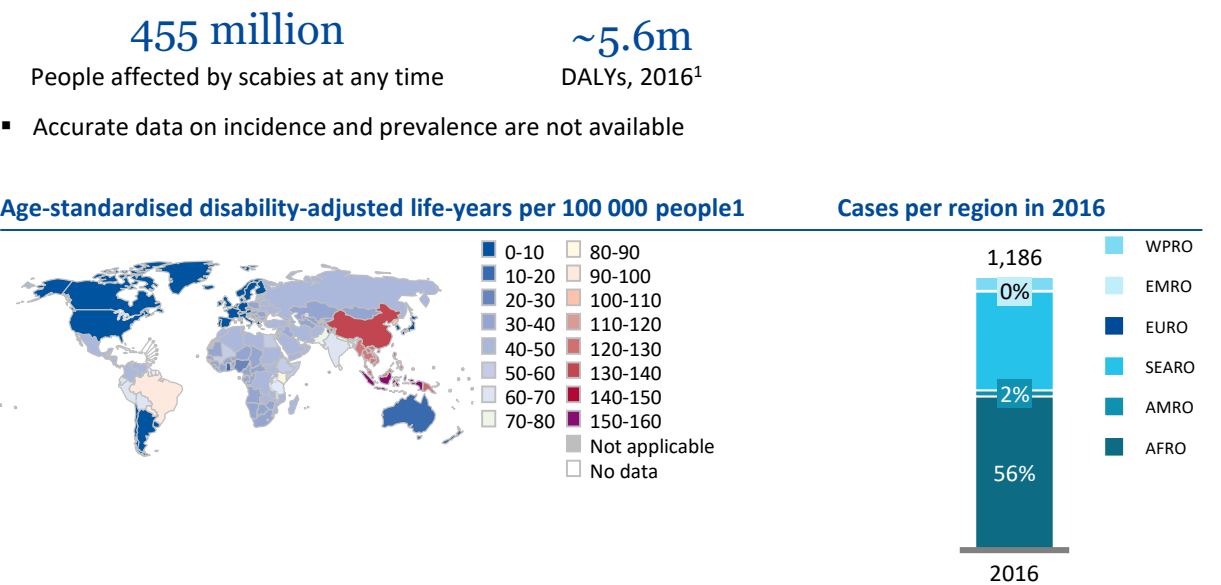 455 million
People affected by scabies at any time
~5.6m
DALYs, 2016¹
▪ Accurate data on incidence and prevalence are not available
Age-standardised disability-adjusted life-years per 100 000 people1
0-10
10-20
20-30
30-40
40-50
50-60
60-70
70-80
80-90
90-100
100-110
110-120
120-130
130-140
140-150
150-160
Not applicable
No data
Cases per region in 2016
1,186
0%
2%
56%
2016
WPRO
EMRO
EURO
SEARO
AMRO
AFRO